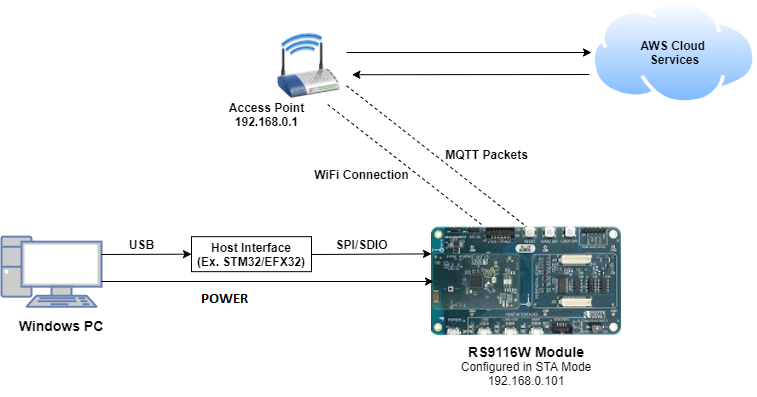 AWS Cloud
Services
Access Point
192.168.0.1
MQTT Packets
WiFi Connection
USB
Host Interface
(Ex. STM32/EFX32)
SPI/SDIO
POWER
Windows PC
RS9116W Module
Configured in STA Mode
192.168.0.101